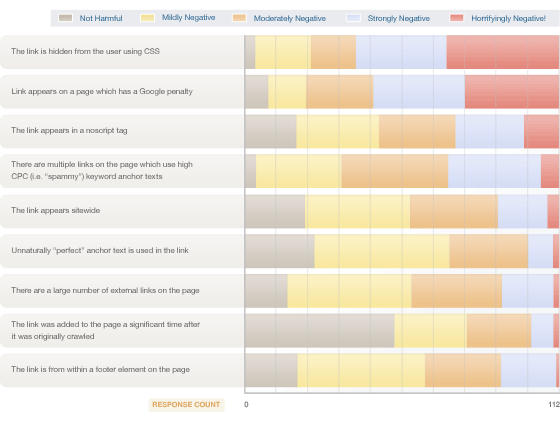 Not Harmful Mildly Negative Moderately Negative Strongly Negative Horrifyingly Negative!
The link is hidden from the user using CSS
Link appears on a page which has a Google penalty
The link appears in a noscript tag
There are multiple links on the page which use high
CPC (i.e. “spammy”) keyword anchor texts
The link appears sitewide
Unnaturally “perfect” anchor text is used in the link
There are a large number of external links on the page
The link was added to the page a significant time after
it was originally crawled
The link is from within a footer element on the page
RESPONSE COUNT 0 112